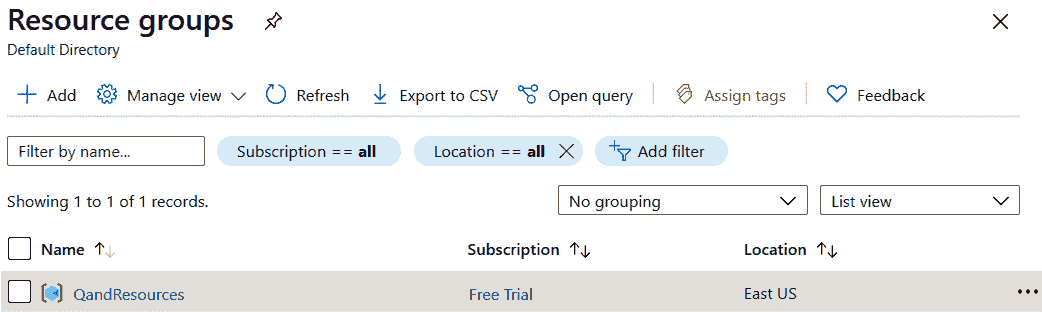 Resource groups
Default Directory
Add Manage view Refresh Export to CSV Open query Assign tags Feedback
Filter by name... Subscription == all Location == all Add filter
Showing 1 to 1 of 1 records. No grouping List view
Name Subscription Location
QandResources Free Trial East US